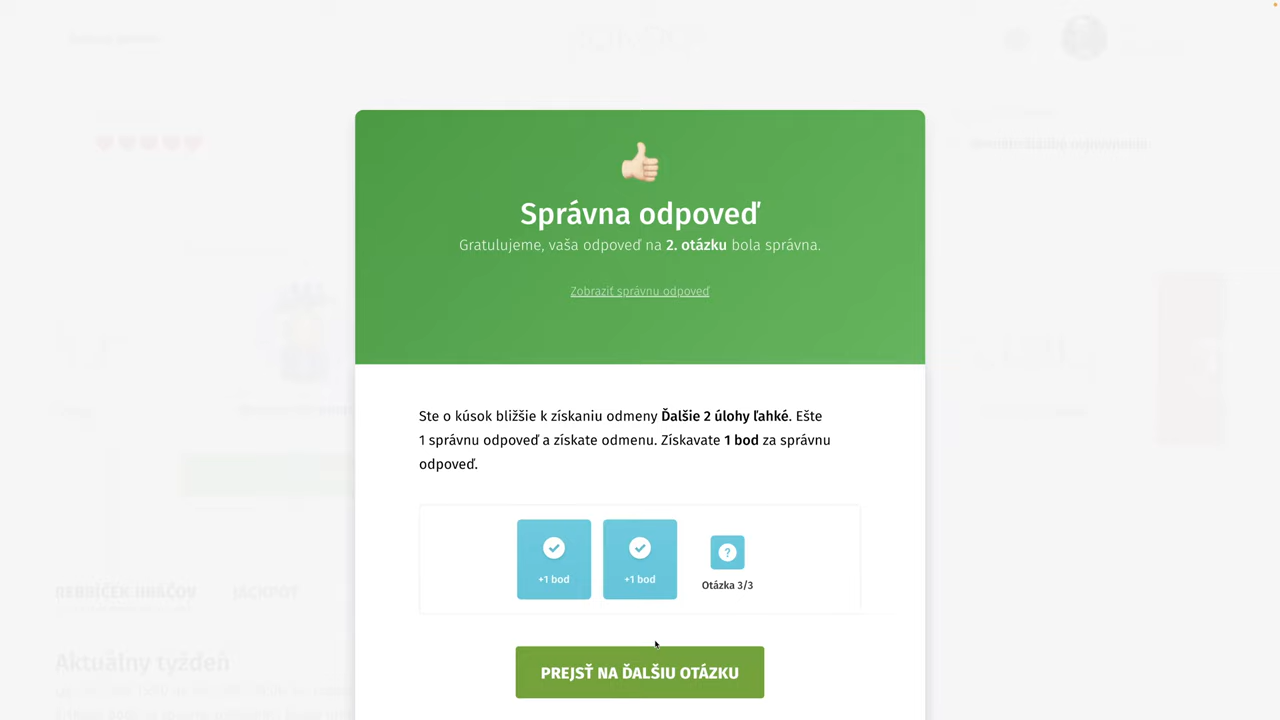 Správna odpoveď
Gratulujeme, vaša odpoveď na 2. otázku bola správna.
Zobraziť správnu odpoveď
Ste o kúsok bližšie k získaniu odmeny Ďalšie 2 úlohy ľahké. Ešte
1 správnu odpoveď a získate odmenu. Získavate 1 bod za správnu
odpoveď.
+1 bod
+1 bod
?
Otázka 3/3
PREJSŤ NA ĎALŠIU OTÁZKU
REBRÍČEK HRÁČOV
JACKPOT
Aktuálny týždeň